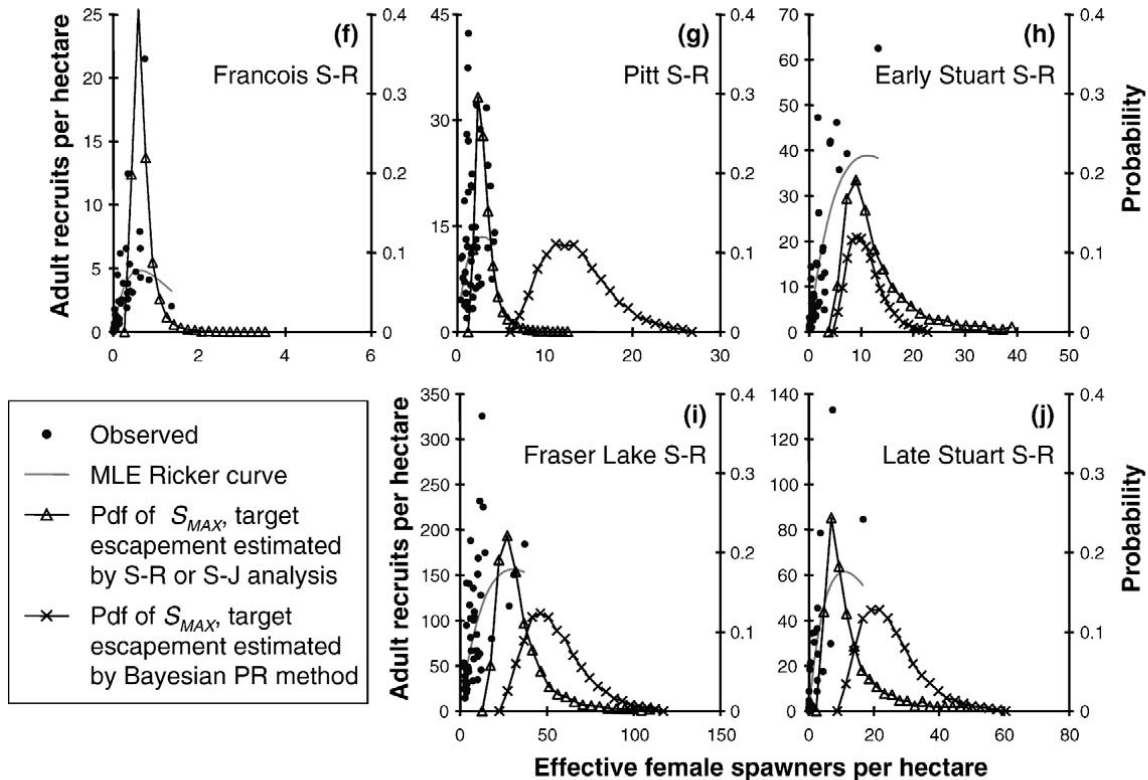 (f)
Francois S-R
25
20
15
10
5
0
0.4
0.3
0.2
0.1
0
0 2 4 6
(g)
Pitt S-R
45
30
15
0
0.4
0.3
0.2
0.1
0
0 10 20 30
(h)
Early Stuart S-R
70
60
50
40
30
20
10
0
0.4
0.3
0.2
0.1
0
0 10 20 30 40 50
Adult recruits per hectare
Probability
Observed
MLE Ricker curve
Pdf of S_MAX, target
escapement estimated
by S-R or S-J analysis
Pdf of S_MAX, target
escapement estimated
by Bayesian PR method
(i)
Fraser Lake S-R
350
300
250
200
150
100
50
0
0.4
0.3
0.2
0.1
0
0 50 100 150
(j)
Late Stuart S-R
140
120
100
80
60
40
20
0
0.4
0.3
0.2
0.1
0
0 20 40 60 80
Adult recruits per hectare
Probability
Effective female spawners per hectare